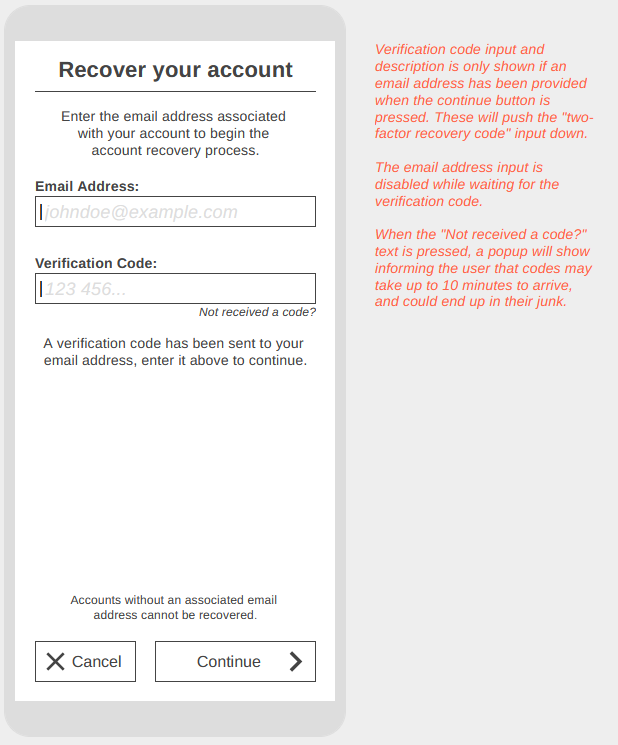 Recover your account
Enter the email address associated
with your account to begin the
account recovery process.
Email Address:
johndoe@example.com
Verification Code:
123 456...
Not received a code?
A verification code has been sent to your
email address, enter it above to continue.
Accounts without an associated email
address cannot be recovered.
Cancel
Continue
Verification code input and
description is only shown if an
email address has been provided
when the continue button is
pressed. These will push the "two-
factor recovery code" input down.
The email address input is
disabled while waiting for the
verification code.
When the "Not received a code?"
text is pressed, a popup will show
informing the user that codes may
take up to 10 minutes to arrive,
and could end up in their junk.